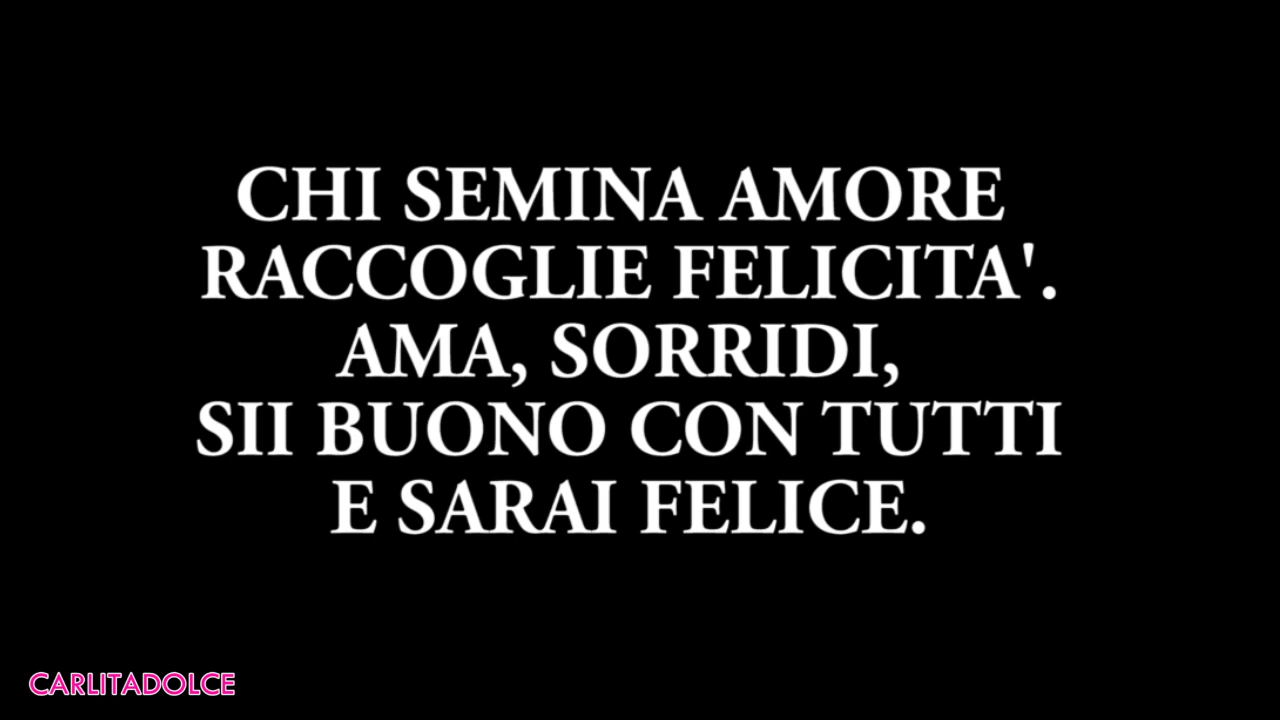 CHI SEMINA AMORE
RACCOGLIE FELICITA'.
AMA, SORRIDI,
SII BUONO CON TUTTI
E SARAI FELICE.
CARLITADOLCE